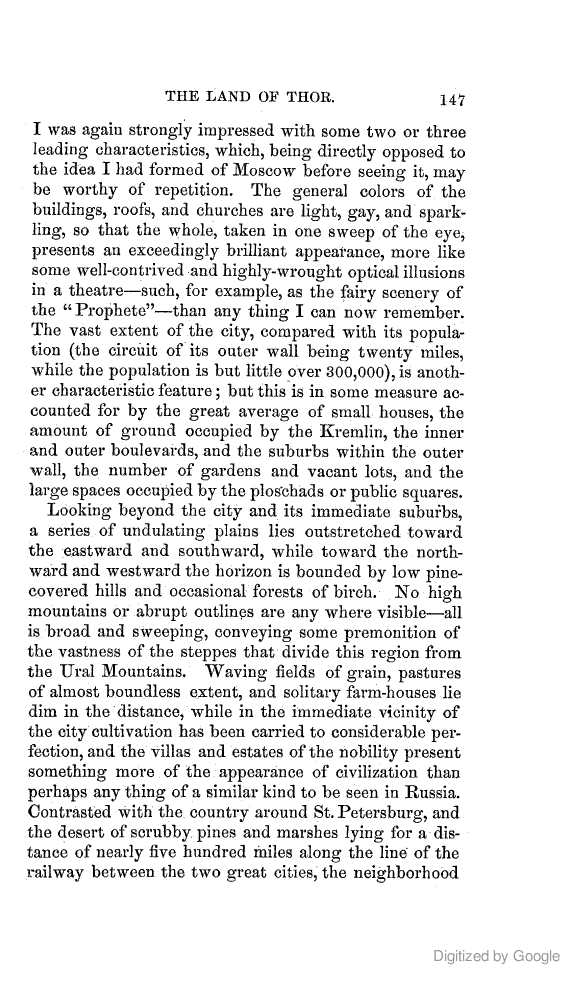 THE LAND OF THOR. 147
I was again strongly impressed with some two or three
leading characteristics, which, being directly opposed to
the idea I had formed of Moscow before seeing it, may
be worthy of repetition. The general colors of the
buildings, roofs, and churches are light, gay, and spark-
ling, so that the whole, taken in one sweep of the eye,
presents an exceedingly brilliant appearance, more like
some well-contrived and highly-wrought optical illusions
in a theatre—such, for example, as the fairy scenery of
the “Prophete”—than any thing I can now remember.
The vast extent of the city, compared with its popula-
tion (the circuit of its outer wall being twenty miles,
while the population is but little over 300,000), is anoth-
er characteristic feature; but this is in some measure ac-
counted for by the great average of small houses, the
amount of ground occupied by the Kremlin, the inner
and outer boulevards, and the suburbs within the outer
wall, the number of gardens and vacant lots, and the
large spaces occupied by the ploschads or public squares.
Looking beyond the city and its immediate suburbs,
a series of undulating plains lies outstretched toward
the eastward and southward, while toward the north-
ward and westward the horizon is bounded by low pine-
covered hills and occasional forests of birch. No high
mountains or abrupt outlines are any where visible—all
is broad and sweeping, conveying some premonition of
the vastness of the steppes that divide this region from
the Ural Mountains. Waving fields of grain, pastures
of almost boundless extent, and solitary farm-houses lie
dim in the distance, while in the immediate vicinity of
the city cultivation has been carried to considerable per-
fection, and the villas and estates of the nobility present
something more of the appearance of civilization than
perhaps any thing of a similar kind to be seen in Russia.
Contrasted with the country around St. Petersburg, and
the desert of scrubby pines and marshes lying for a dis-
tance of nearly five hundred miles along the line of the
railway between the two great cities, the neighborhood
Digitized by Google